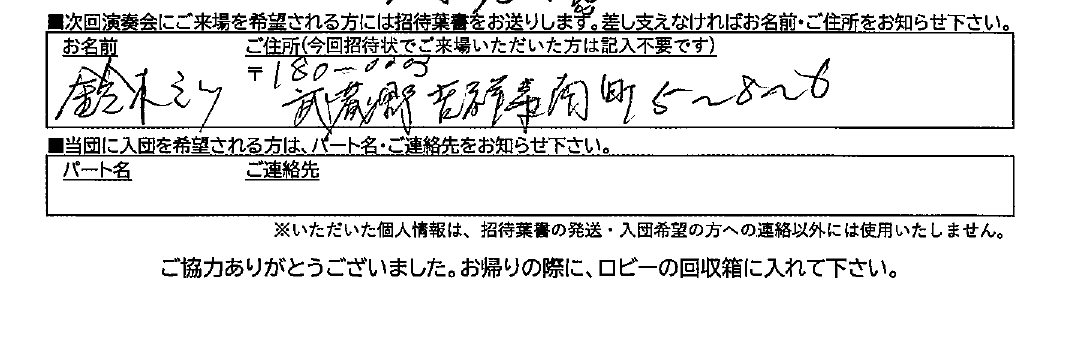 ■次回演奏会にご来場を希望される方には招待葉書をお送りします。差し支えなければお名前・ご住所をお知らせ下さい。
お名前 ご住所(今回招待状でご来場いただいた方は記入不要です)
〒180-0003
鈴木ミツ 武蔵野 吉祥寺南町5~8~6
■当団に入団を希望される方は、パート名・ご連絡先をお知らせ下さい。
パート名 ご連絡先
※いただいた個人情報は、招待葉書の発送・入団希望の方への連絡以外には使用いたしません。
ご協力ありがとうございました。お帰りの際に、ロビーの回収箱に入れて下さい。